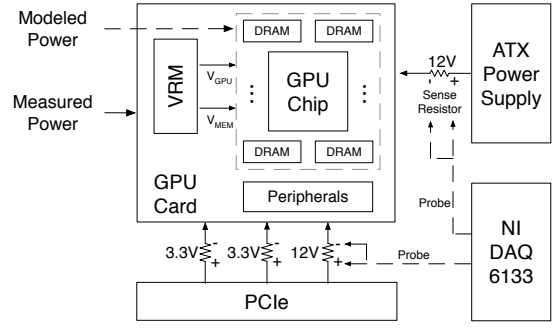 Modeled
Power
Measured
Power
VRM
V_GPU
V_MEM
DRAM
DRAM
GPU
Chip
...
...
DRAM
DRAM
GPU
Card
Peripherals
12V
- +
Sense
Resistor
ATX
Power
Supply
Probe
NI
DAQ
6133
Probe
3.3V
-
+
3.3V
-
+
12V
-
+
PCIe